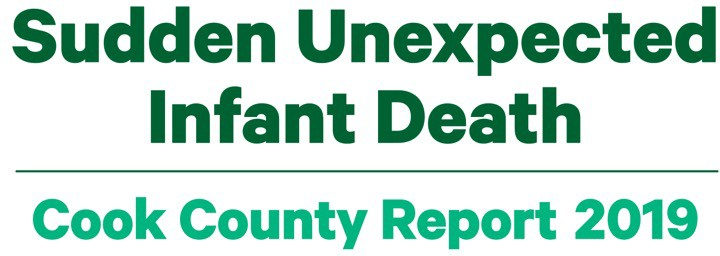 Sudden Unexpected
Infant Death
Cook County Report 2019